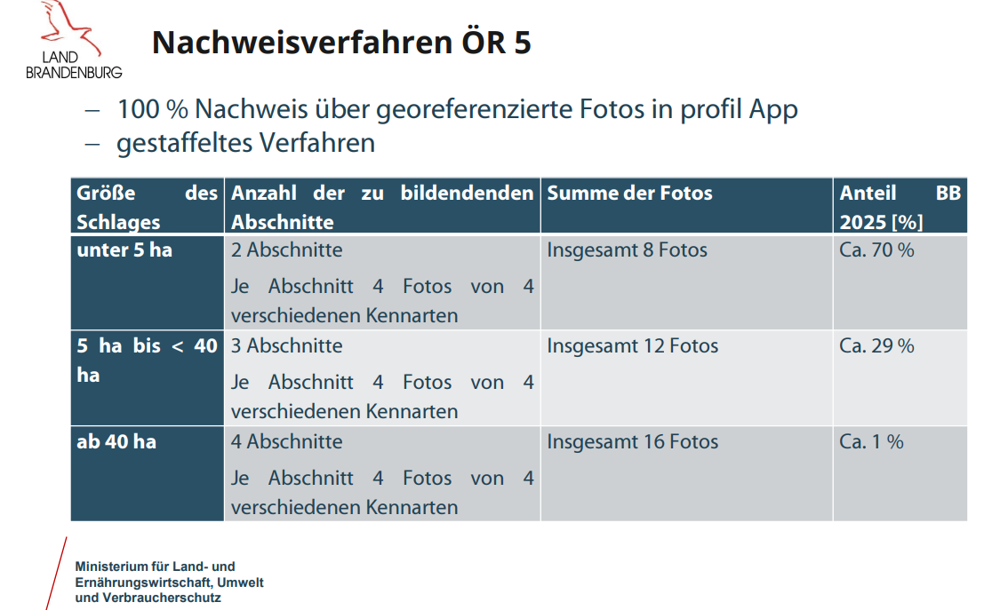 LAND
BRANDENBURG
Nachweisverfahren ÖR 5
– 100 % Nachweis über georeferenzierte Fotos in profil App
– gestaffeltes Verfahren
Größe des Schlages | Anzahl der zu bildendenden Abschnitte | Summe der Fotos | Anteil BB 2025 [%]
unter 5 ha | 2 Abschnitte | Insgesamt 8 Fotos | Ca. 70 %
Je Abschnitt 4 Fotos von 4
verschiedenen Kennarten
5 ha bis < 40 ha | 3 Abschnitte | Insgesamt 12 Fotos | Ca. 29 %
Je Abschnitt 4 Fotos von 4
verschiedenen Kennarten
ab 40 ha | 4 Abschnitte | Insgesamt 16 Fotos | Ca. 1 %
Je Abschnitt 4 Fotos von 4
verschiedenen Kennarten
Ministerium für Land- und
Ernährungswirtschaft, Umwelt
und Verbraucherschutz